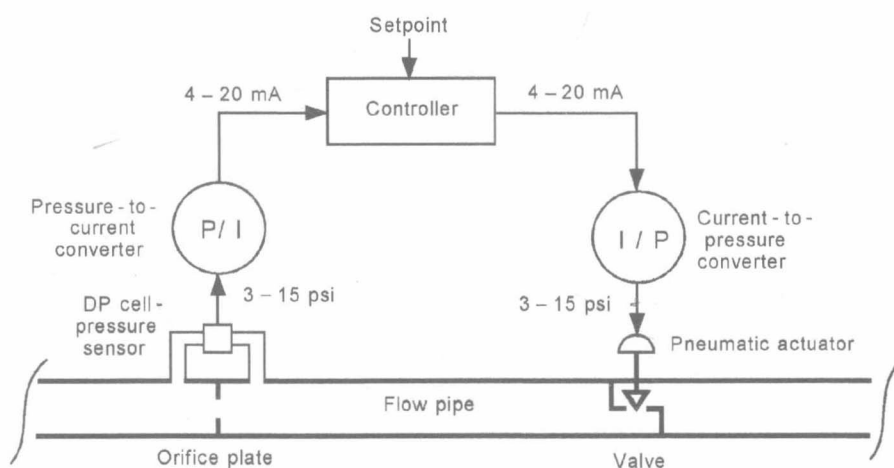 Setpoint
4 – 20 mA
Controller
4 – 20 mA
Pressure - to -
current
converter
P/ I
I / P
Current - to -
pressure
converter
3 – 15 psi
3 – 15 psi
DP cell -
pressure
sensor
Pneumatic actuator
Flow pipe
Orifice plate
Valve